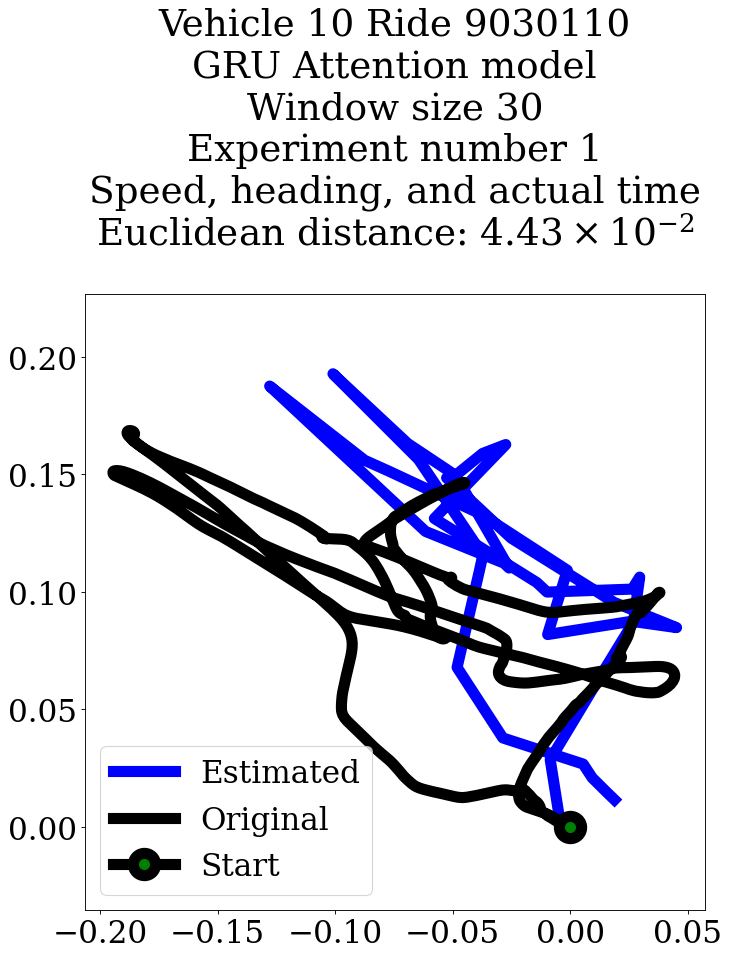 Vehicle 10 Ride 9030110
GRU Attention model
Window size 30
Experiment number 1
Speed, heading, and actual time
Euclidean distance: 4.43 × 10⁻²
0.20
0.15
0.10
0.05
0.00
Estimated
Original
Start
−0.20 −0.15 −0.10 −0.05 0.00 0.05